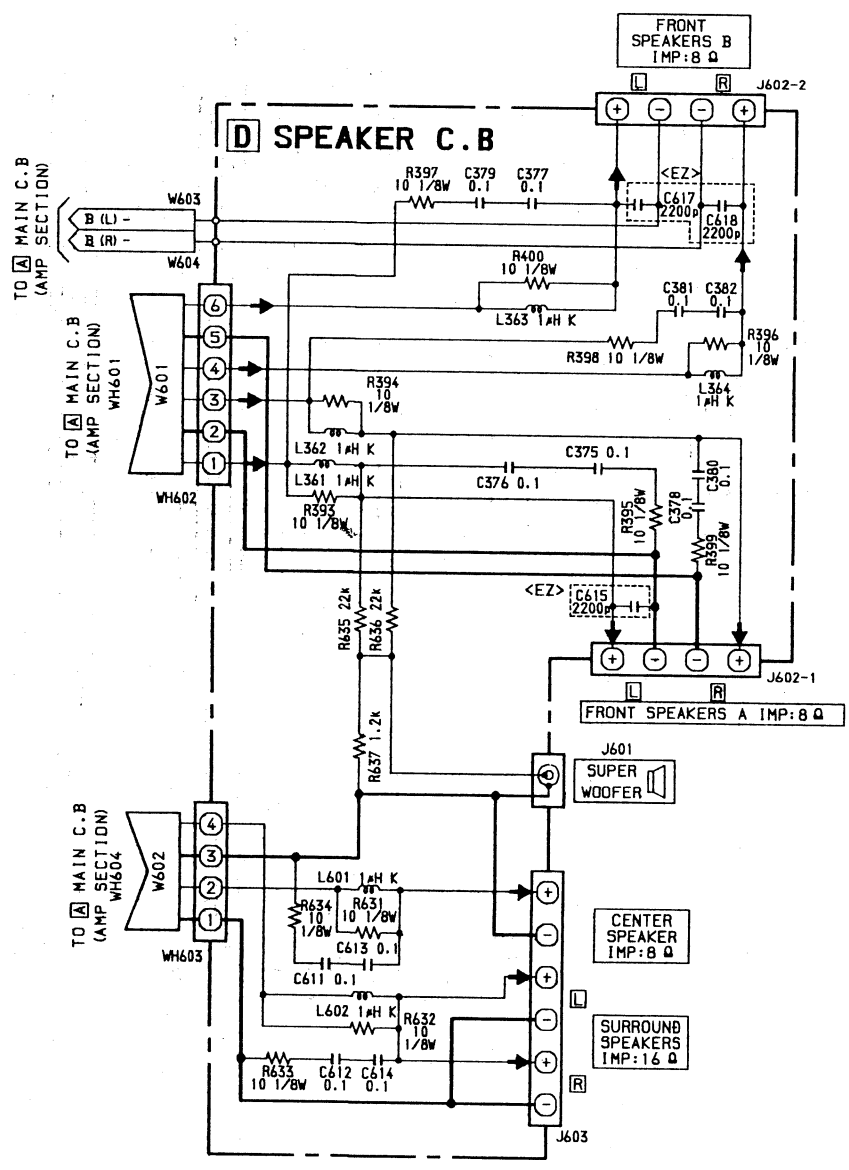 FRONT
SPEAKERS B
IMP:8 Ω
L
R
J602-2
+
−
−
+
D SPEAKER C.B
TO A MAIN C.B
(AMP SECTION)
W603
B (L) -
B (R) -
W604
R397
10 1/8W
C379
0.1
C377
0.1
<EZ>
C617
2200p
C618
2200p
R400
10 1/8W
L363 1μH K
C381
0.1
C382
0.1
R398 10 1/8W
R396
10
1/8W
L364
1μH K
TO A MAIN C.B
(AMP SECTION)
WH601
W601
6
5
4
3
2
1
WH602
R394
10
1/8W
L362 1μH K
L361 1μH K
R393
10 1/8W
C375 0.1
C376 0.1
R395
10 1/8W
C380
0.1
C378
0.1
R399
10 1/8W
<EZ>
C615
2200p
R635 22k
R636 22k
+
−
−
+
J602-1
L
R
FRONT SPEAKERS A IMP:8 Ω
R637 1.2k
J601
SUPER
WOOFER
TO A MAIN C.B
(AMP SECTION)
WH604
W602
4
3
2
1
WH603
L601 1μH K
R634
10
1/8W
R631
10 1/8W
C613 0.1
C611 0.1
L602 1μH K
R632
10
1/8W
R633
10 1/8W
C612
0.1
C614
0.1
+
−
+
−
+
−
CENTER
SPEAKER
IMP:8 Ω
L
SURROUND
SPEAKERS
IMP:16 Ω
R
J603